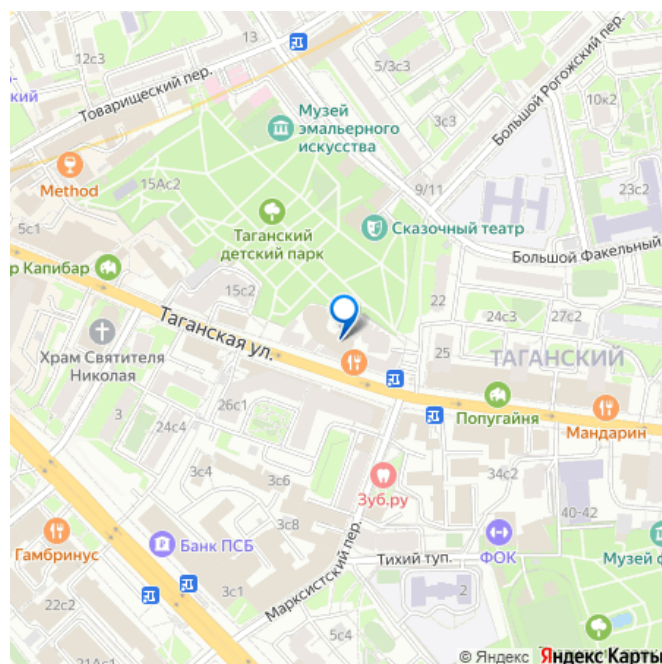 13
12с3
5/3с3
Большой Рогожский пер.
Товарищеский пер.
10к2
Музей
эмальерного
искусства
3с3
Method
15Ас2
9/11
23с2
5с1
Таганский
детский парк
Сказочный театр
Большой Факельный
р Капибар
15с2
22
24с3
27с2
Таганская ул.
Храм Святителя
Николая
25
ТАГАНСКИЙ
Попугайня
Мандарин
3
24с4
26с1
3с4
3с6
Зуб.ру
34с2
40-42
3с8
Гамбринус
Банк ПСБ
ФОК
Музей ф
Тихий туп.
Марксистский пер.
3с1
2
22с2
5с4
21Ас1
© Яндекс Яндекс Карты